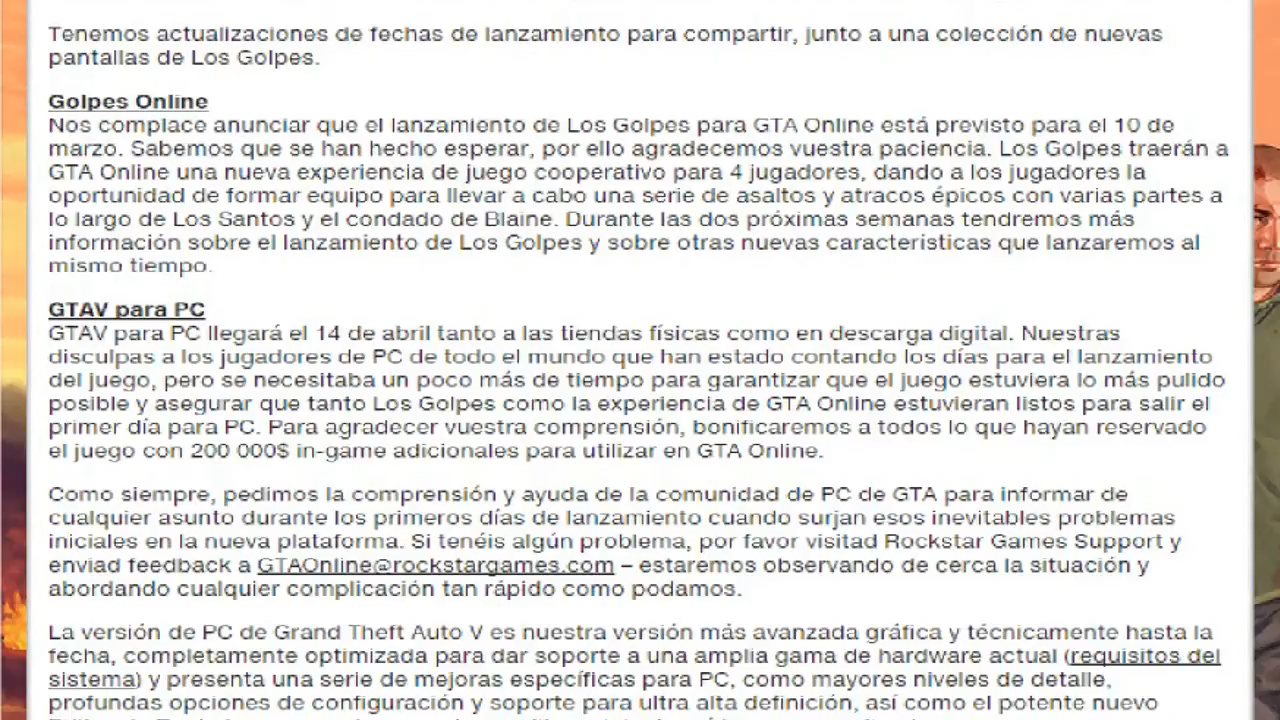 Tenemos actualizaciones de fechas de lanzamiento para compartir, junto a una colección de nuevas
pantallas de Los Golpes.
Golpes Online
Nos complace anunciar que el lanzamiento de Los Golpes para GTA Online está previsto para el 10 de
marzo. Sabemos que se han hecho esperar, por ello agradecemos vuestra paciencia. Los Golpes traerán a
GTA Online una nueva experiencia de juego cooperativo para 4 jugadores, dando a los jugadores la
oportunidad de formar equipo para llevar a cabo una serie de asaltos y atracos épicos con varias partes a
lo largo de Los Santos y el condado de Blaine. Durante las dos próximas semanas tendremos más
información sobre el lanzamiento de Los Golpes y sobre otras nuevas características que lanzaremos al
mismo tiempo.
GTAV para PC
GTAV para PC llegará el 14 de abril tanto a las tiendas físicas como en descarga digital. Nuestras
disculpas a los jugadores de PC de todo el mundo que han estado contando los días para el lanzamiento
del juego, pero se necesitaba un poco más de tiempo para garantizar que el juego estuviera lo más pulido
posible y asegurar que tanto Los Golpes como la experiencia de GTA Online estuvieran listos para salir el
primer día para PC. Para agradecer vuestra comprensión, bonificaremos a todos lo que hayan reservado
el juego con 200 000$ in-game adicionales para utilizar en GTA Online.
Como siempre, pedimos la comprensión y ayuda de la comunidad de PC de GTA para informar de
cualquier asunto durante los primeros días de lanzamiento cuando surjan esos inevitables problemas
iniciales en la nueva plataforma. Si tenéis algún problema, por favor visitad Rockstar Games Support y
enviad feedback a GTAOnline@rockstargames.com – estaremos observando de cerca la situación y
abordando cualquier complicación tan rápido como podamos.
La versión de PC de Grand Theft Auto V es nuestra versión más avanzada gráfica y técnicamente hasta la
fecha, completamente optimizada para dar soporte a una amplia gama de hardware actual (requisitos del
sistema) y presenta una serie de mejoras específicas para PC, como mayores niveles de detalle,
profundas opciones de configuración y soporte para ultra alta definición, así como el potente nuevo